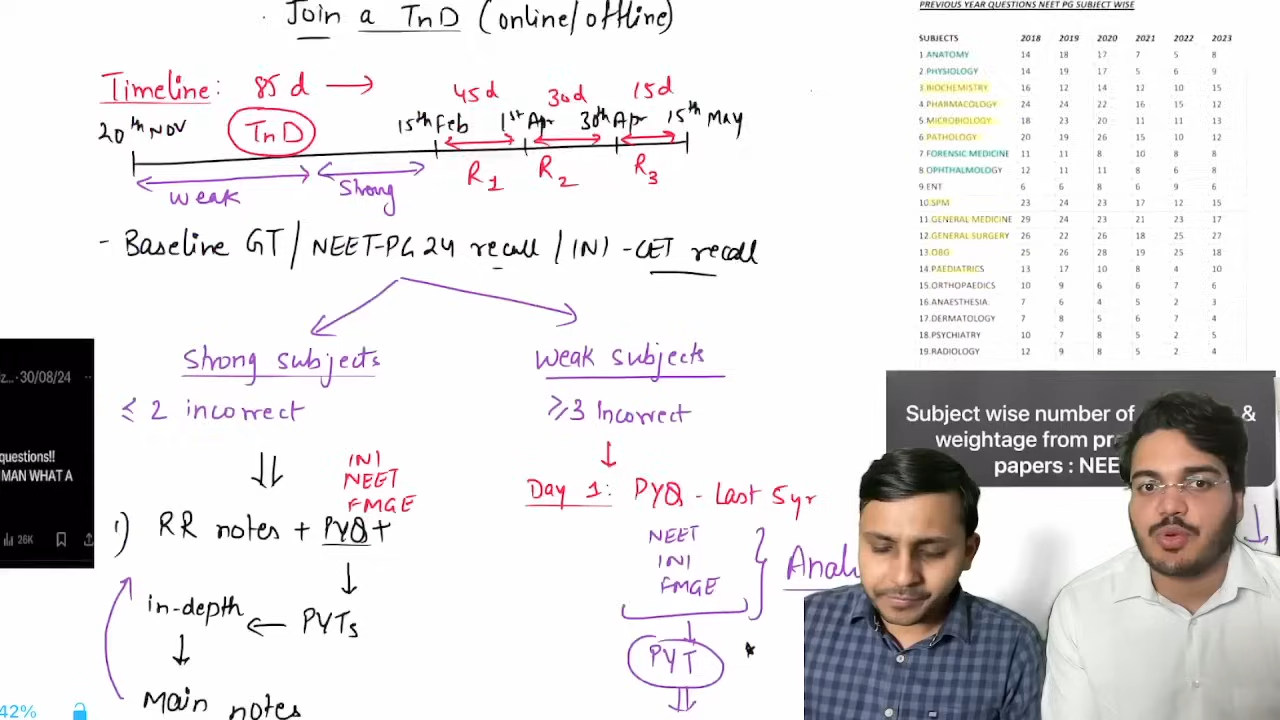 . Join a TnD (online/offline)
Timeline: 85 d →
45 d 30d 15d
20th NOV TnD 15th Feb 1st Apr 30th Apr 15th May
Weak Strong R1 R2 R3
- Baseline GT / NEET-PG 24 recall / INI-CET recall
Strong subjects
≤ 2 incorrect
INI
NEET
FMGE
1) RR notes + PYQ +
in-depth ← PYTs
Main notes
Weak subjects
≥3 Incorrect
Day 1: PYQ - Last 5yr
NEET
INI
FMGE
PYT
z... · 30/08/24 ...
questions!!
MAN WHAT A
26K
42%
PREVIOUS YEAR QUESTIONS NEET PG SUBJECT WISE
SUBJECTS 2018 2019 2020 2021 2022 2023
1 ANATOMY 14 18 17 7 5 8
2 PHYSIOLOGY 14 19 17 5 6 9
3 BIOCHEMISTRY 16 12 14 12 10 15
4 PHARMACOLOGY 24 24 22 16 15 12
5 MICROBIOLOGY 18 23 20 11 11 13
6 PATHOLOGY 20 19 26 15 10 12
7 FORENSIC MEDICINE 11 11 8 10 8 8
8 OPHTHALMOLOGY 12 11 11 8 6 8
9.ENT 6 6 8 6 9 6
10.SPM 23 24 23 17 12 15
11.GENERAL MEDICINE 29 24 23 21 23 17
12.GENERAL SURGERY 26 22 26 18 25 27
13.OBG 25 26 28 19 25 18
14.PAEDIATRICS 13 17 10 8 4 10
15.ORTHOPAEDICS 10 9 6 6 7 6
16.ANAESTHESIA. 7 6 4 5 2 3
17.DERMATOLOGY 7 8 5 6 7 4
18.PSYCHIATRY 10 7 8 5 2 5
19.RADIOLOGY 12 9 8 5 2 4
Subject wise number of &
weightage from
papers : NEE